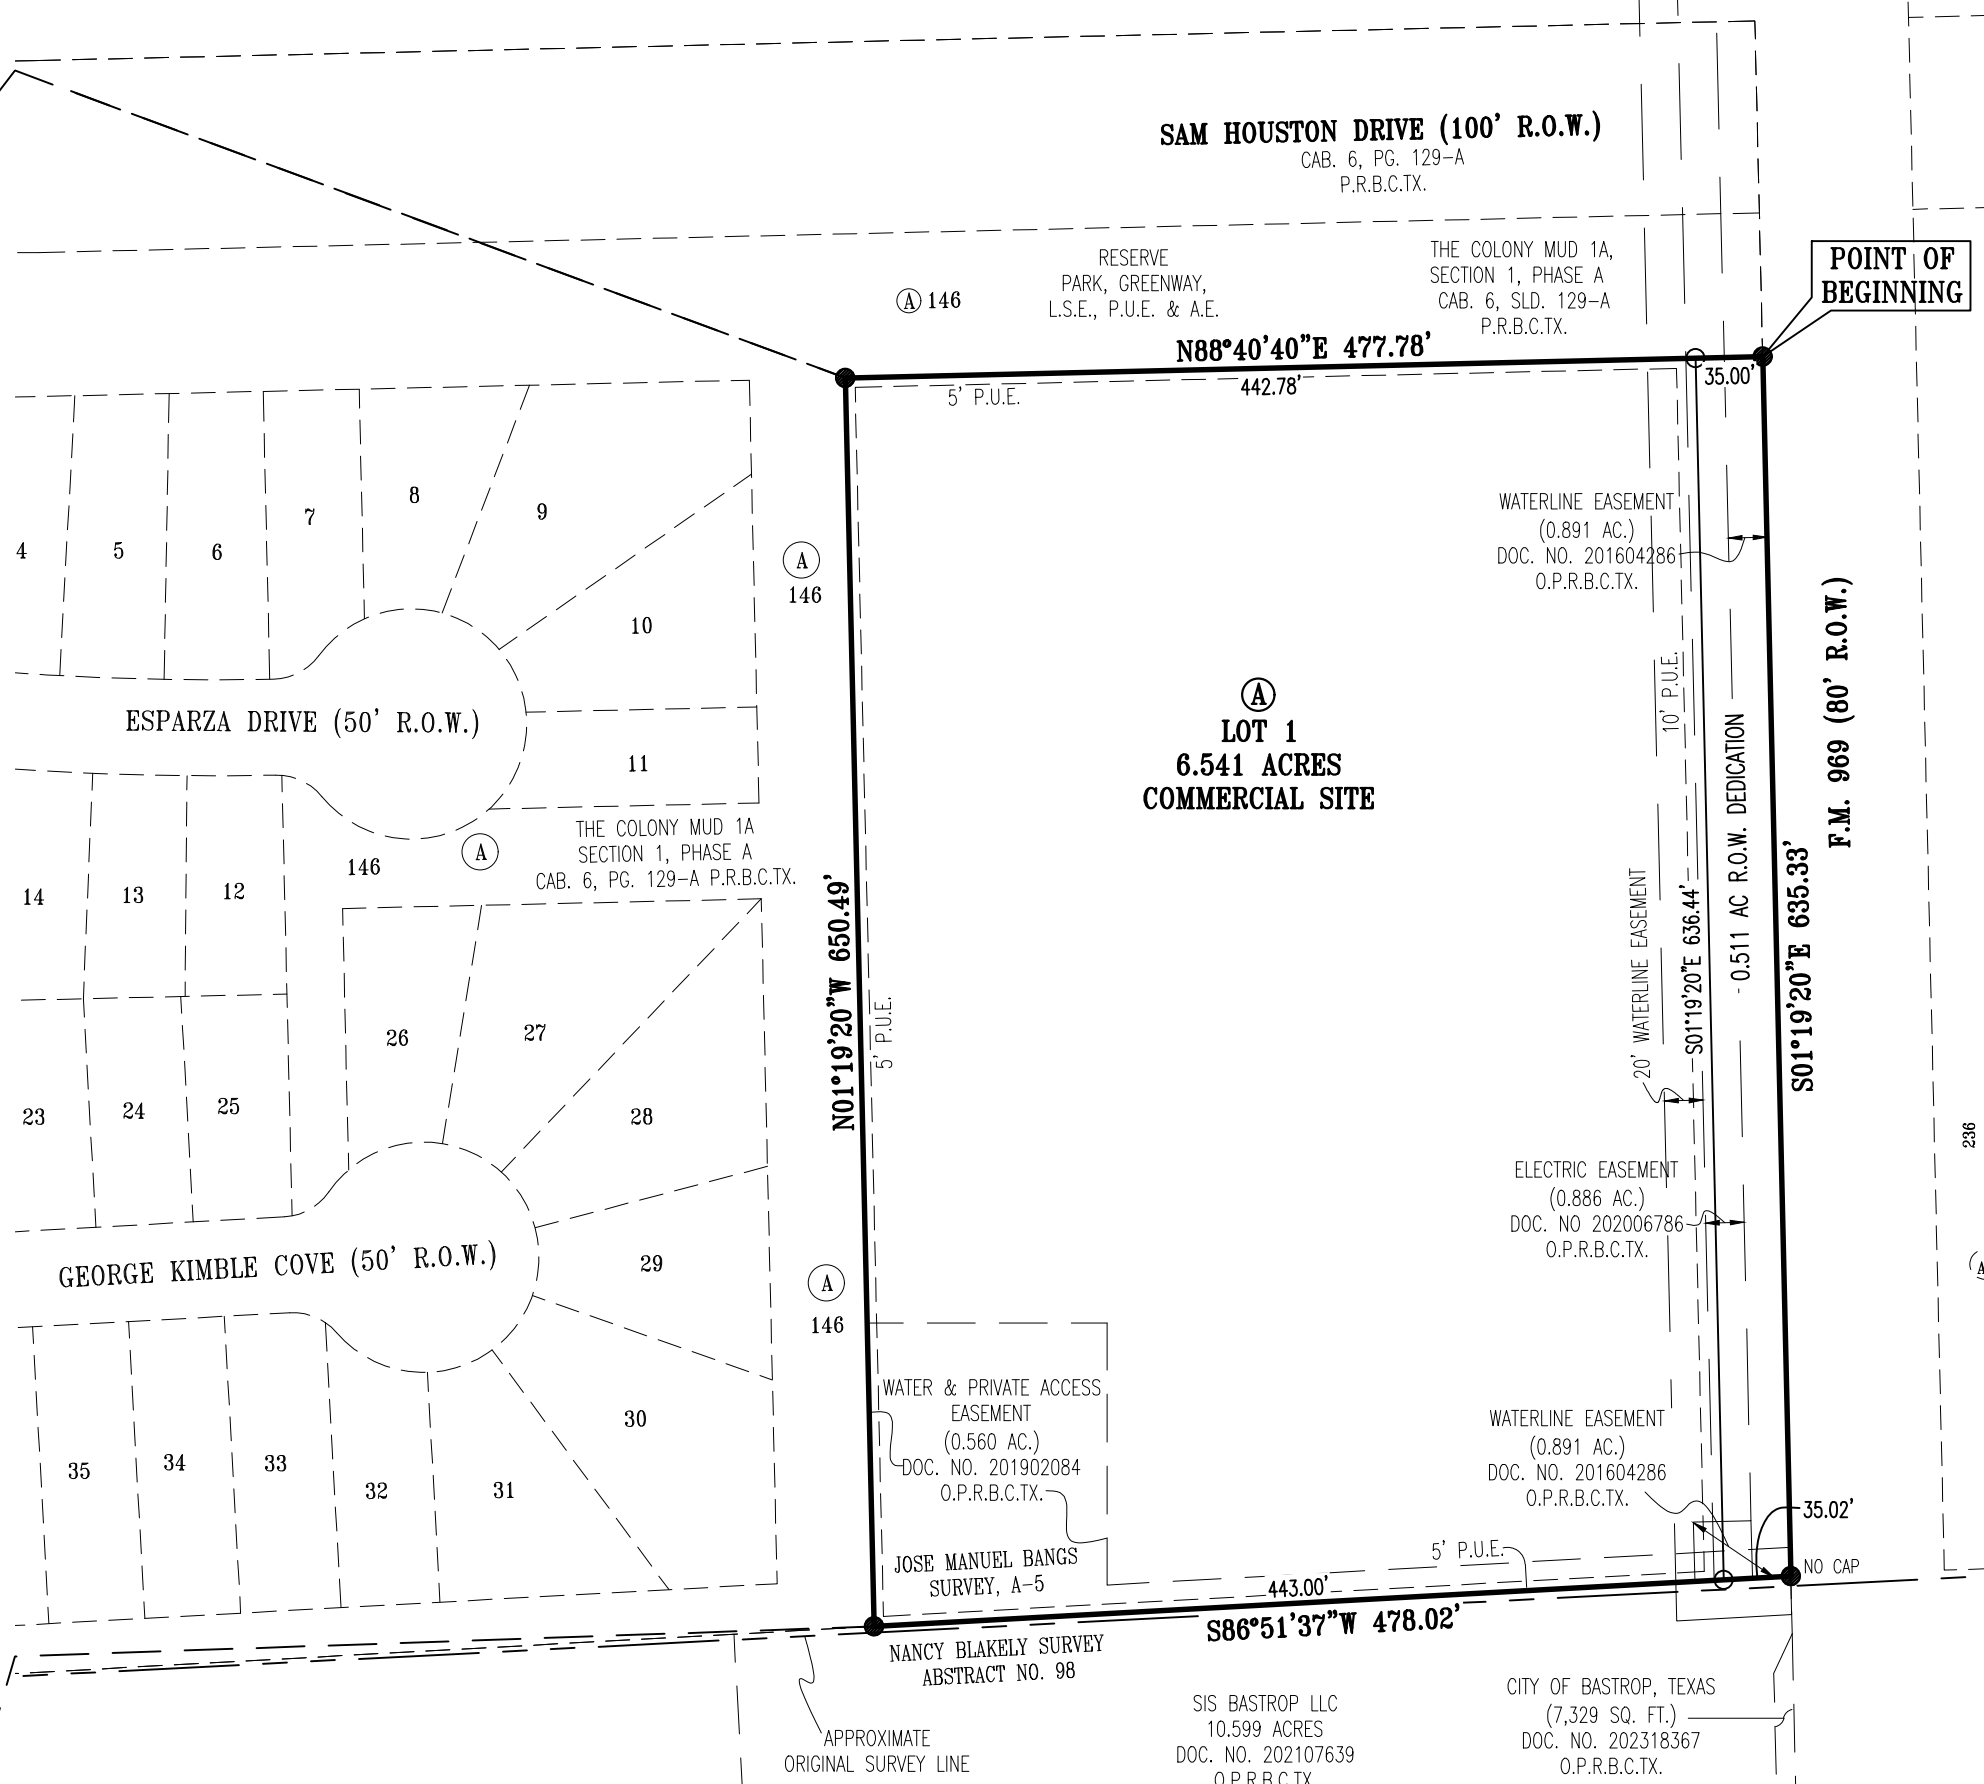 SAM HOUSTON DRIVE (100' R.O.W.)
CAB. 6, PG. 129-A
P.R.B.C.TX.
RESERVE
PARK, GREENWAY,
L.S.E., P.U.E. & A.E.
A 146
THE COLONY MUD 1A,
SECTION 1, PHASE A
CAB. 6, SLD. 129-A
P.R.B.C.TX.
POINT OF
BEGINNING
N88°40'40"E 477.78'
442.78'
35.00'
5' P.U.E.
4
5
6
7
8
9
10
11
A
146
WATERLINE EASEMENT
(0.891 AC.)
DOC. NO. 201604286
O.P.R.B.C.TX.
F.M. 969 (80' R.O.W.)
10' P.U.E.
ESPARZA DRIVE (50' R.O.W.)
A
LOT 1
6.541 ACRES
COMMERCIAL SITE
0.511 AC R.O.W. DEDICATION
THE COLONY MUD 1A
SECTION 1, PHASE A
CAB. 6, PG. 129-A P.R.B.C.TX.
A
146
14
13
12
N01°19'20"W 650.49'
5' P.U.E.
20' WATERLINE EASEMENT
S01°19'20"E 636.44'
S01°19'20"E 635.33'
26
27
28
23
24
25
236
A
ELECTRIC EASEMENT
(0.886 AC.)
DOC. NO 202006786
O.P.R.B.C.TX.
GEORGE KIMBLE COVE (50' R.O.W.)
29
A
146
30
31
32
33
34
35
WATER & PRIVATE ACCESS
EASEMENT
(0.560 AC.)
DOC. NO. 201902084
O.P.R.B.C.TX.
WATERLINE EASEMENT
(0.891 AC.)
DOC. NO. 201604286
O.P.R.B.C.TX.
35.02'
NO CAP
5' P.U.E.
JOSE MANUEL BANGS
SURVEY, A-5
443.00'
S86°51'37"W 478.02'
NANCY BLAKELY SURVEY
ABSTRACT NO. 98
APPROXIMATE
ORIGINAL SURVEY LINE
SIS BASTROP LLC
10.599 ACRES
DOC. NO. 202107639
O.P.R.B.C.TX.
CITY OF BASTROP, TEXAS
(7,329 SQ. FT.)
DOC. NO. 202318367
O.P.R.B.C.TX.